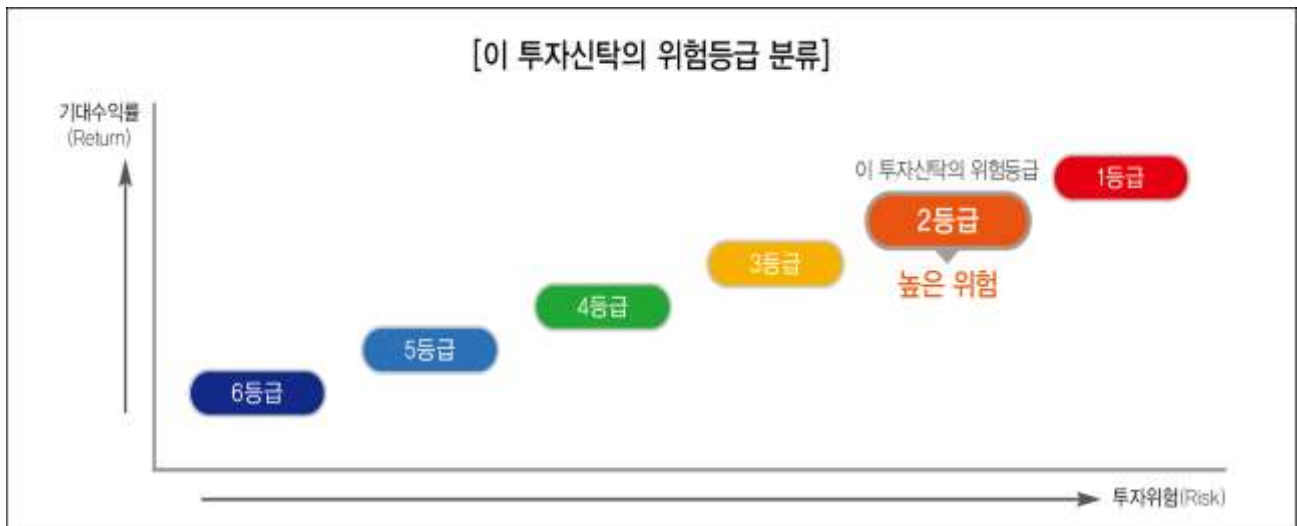 [이 투자신탁의 위험등급 분류]
기대수익률
(Return)
이 투자신탁의 위험등급
1등급
2등급
높은 위험
3등급
4등급
5등급
6등급
투자위험(Risk)